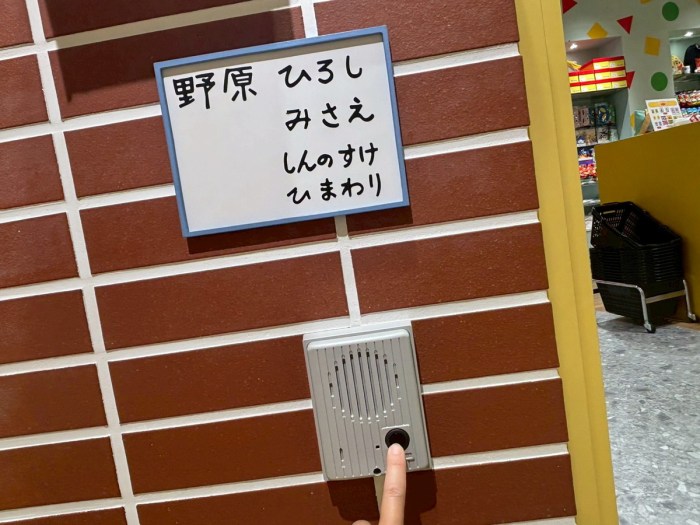 野原 ひろし
みさえ
しんのすけ
ひまわり